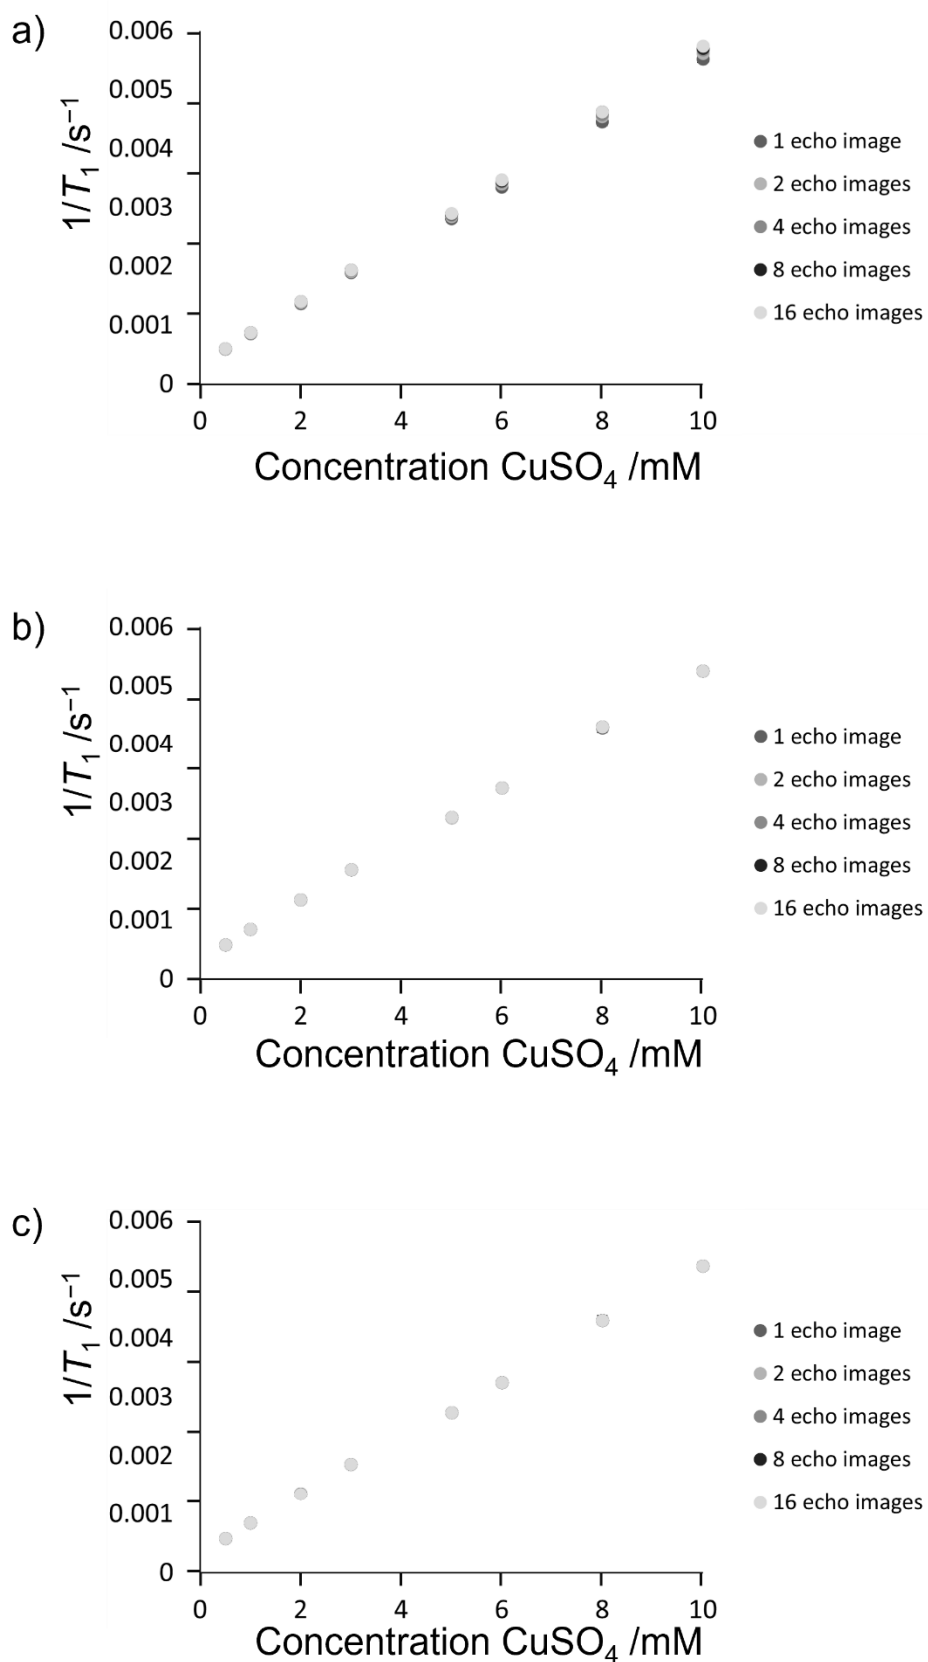 a)
0.006
0.005
0.004
0.003
0.002
0.001
0
1/T₁ /s⁻¹
0 2 4 6 8 10
Concentration CuSO₄ /mM
1 echo image
2 echo images
4 echo images
8 echo images
16 echo images
b)
0.006
0.005
0.004
0.003
0.002
0.001
0
1/T₁ /s⁻¹
0 2 4 6 8 10
Concentration CuSO₄ /mM
1 echo image
2 echo images
4 echo images
8 echo images
16 echo images
c)
0.006
0.005
0.004
0.003
0.002
0.001
0
1/T₁ /s⁻¹
0 2 4 6 8 10
Concentration CuSO₄ /mM
1 echo image
2 echo images
4 echo images
8 echo images
16 echo images